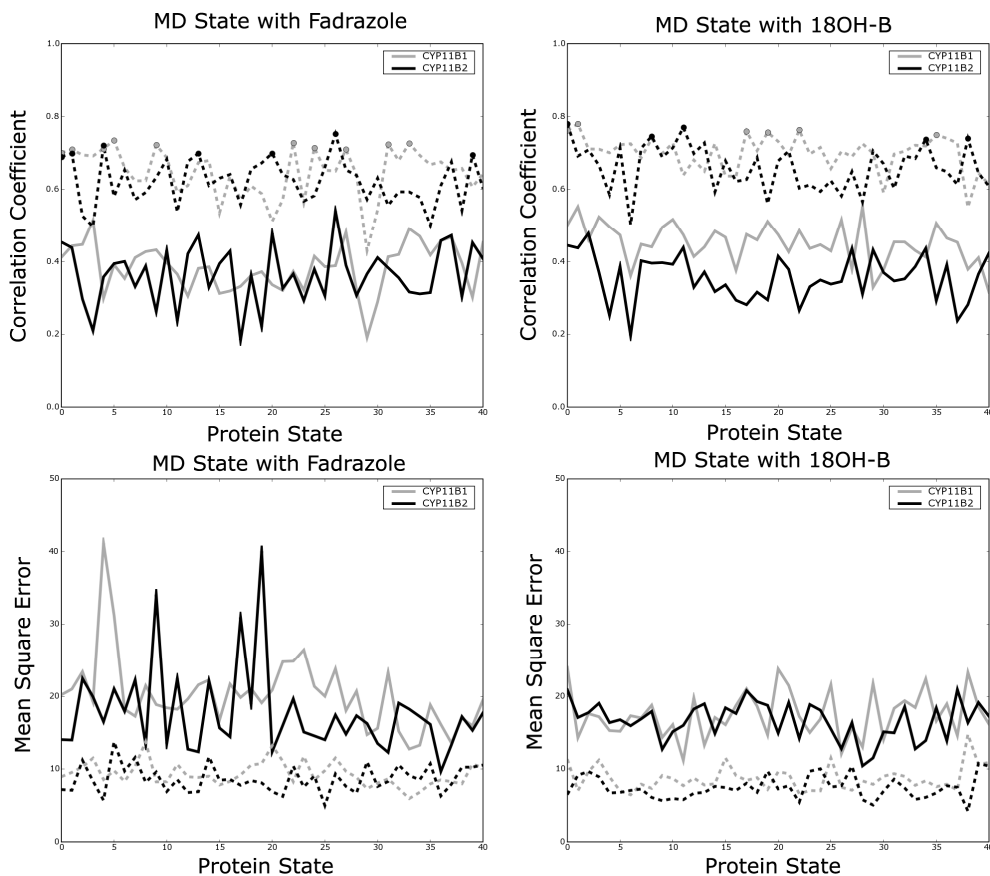 MD State with Fadrazole
Correlation Coefficient
1.0
0.8
0.6
0.4
0.2
0.0
CYP11B1
CYP11B2
0 5 10 15 20 25 30 35 40
Protein State
MD State with 18OH-B
Correlation Coefficient
1.0
0.8
0.6
0.4
0.2
0.0
CYP11B1
CYP11B2
0 5 10 15 20 25 30 35 40
Protein State
MD State with Fadrazole
Mean Square Error
50
40
30
20
10
0
CYP11B1
CYP11B2
0 5 10 15 20 25 30 35 40
Protein State
MD State with 18OH-B
Mean Square Error
50
40
30
20
10
0
CYP11B1
CYP11B2
0 5 10 15 20 25 30 35 40
Protein State